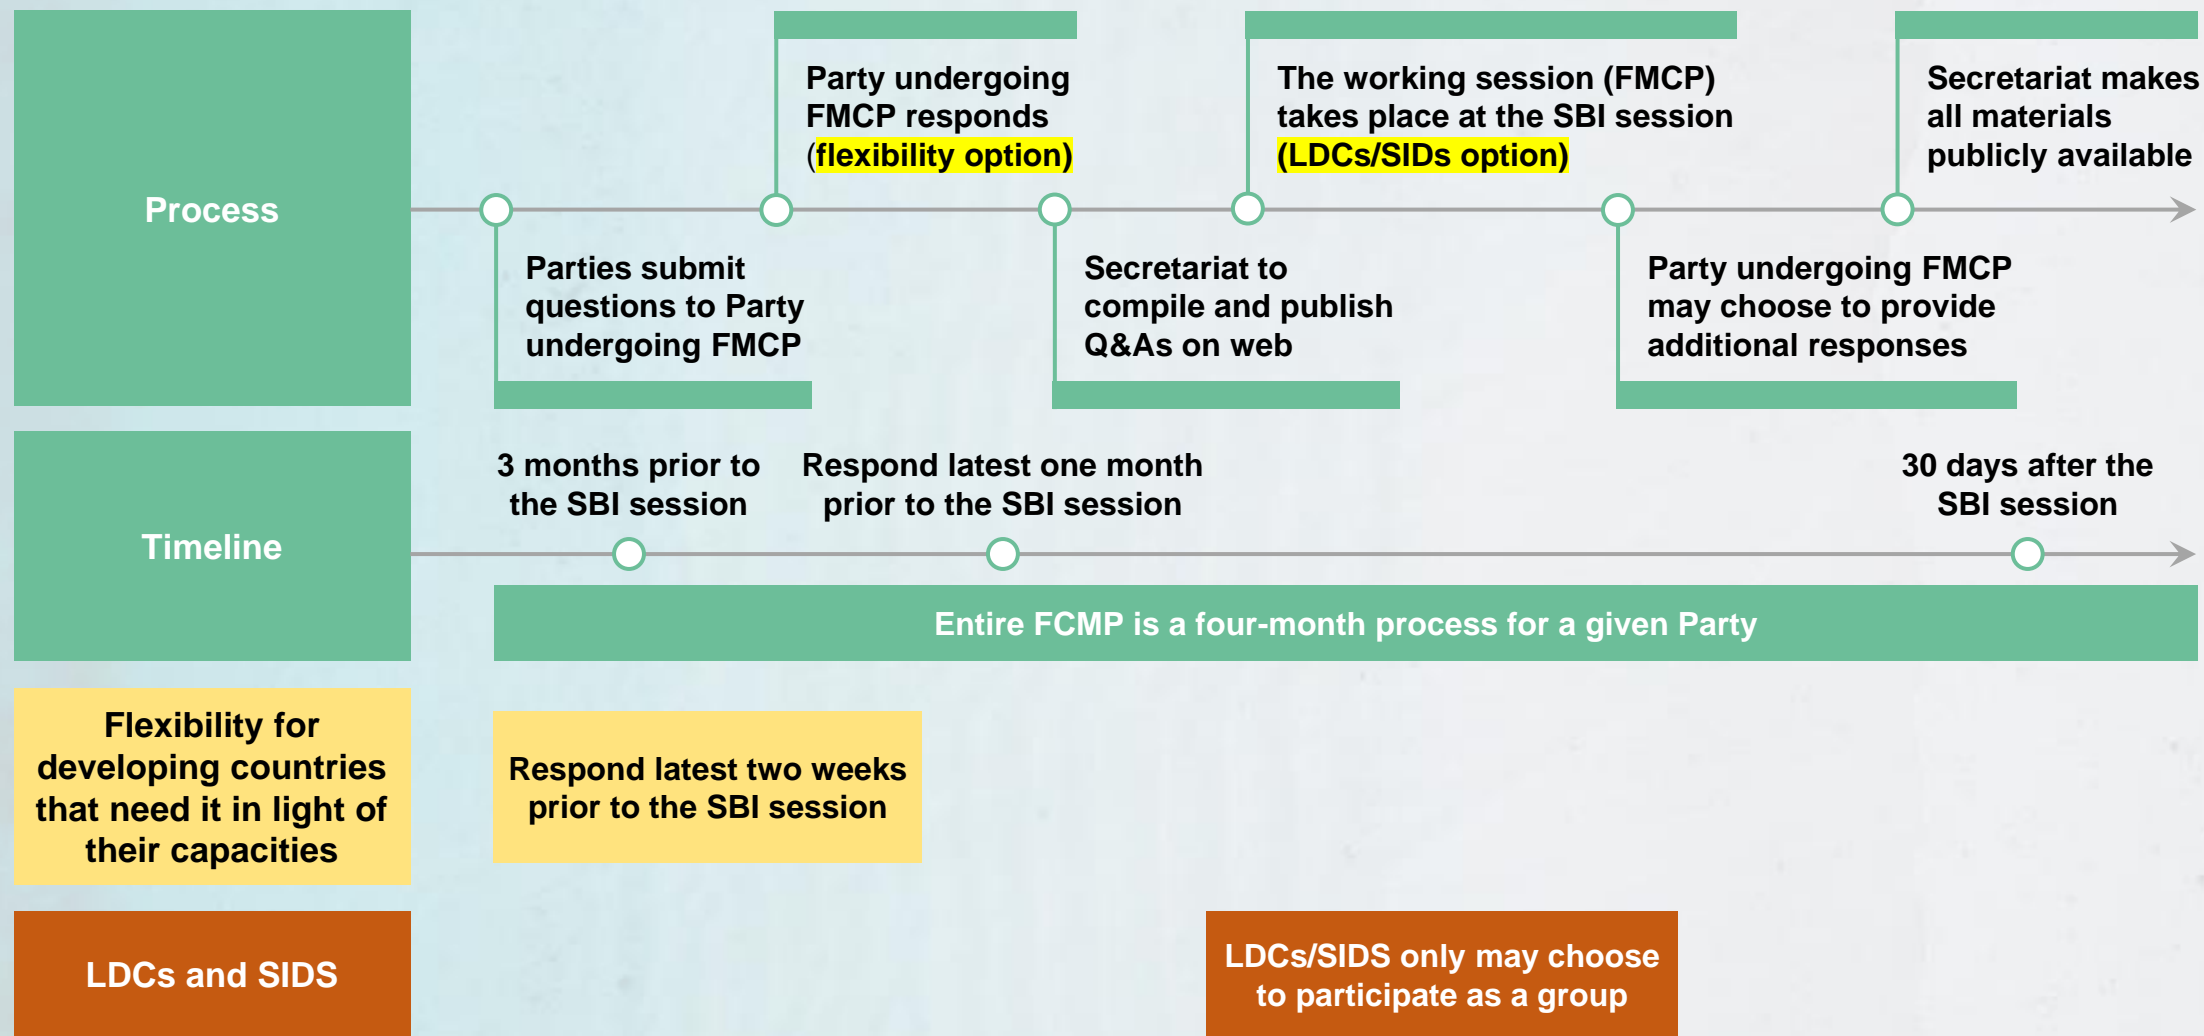 Process
Party undergoing
FMCP responds
(flexibility option)
The working session (FMCP)
takes place at the SBI session
(LDCs/SIDs option)
Secretariat makes
all materials
publicly available
Parties submit
questions to Party
undergoing FMCP
Secretariat to
compile and publish
Q&As on web
Party undergoing FMCP
may choose to provide
additional responses
Timeline
3 months prior to
the SBI session
Respond latest one month
prior to the SBI session
30 days after the
SBI session
Entire FCMP is a four-month process for a given Party
Flexibility for
developing countries
that need it in light of
their capacities
Respond latest two weeks
prior to the SBI session
LDCs and SIDS
LDCs/SIDS only may choose
to participate as a group